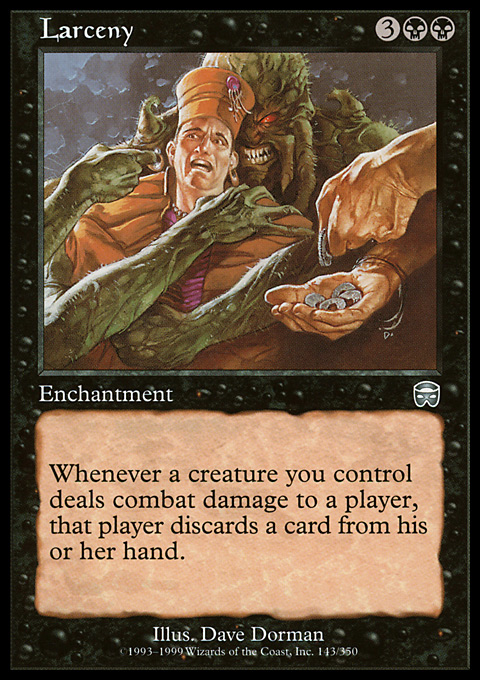 Larceny 3
Enchantment
Whenever a creature you control
deals combat damage to a player,
that player discards a card from his
or her hand.
Illus. Dave Dorman
©1993–1999 Wizards of the Coast, Inc. 143/350